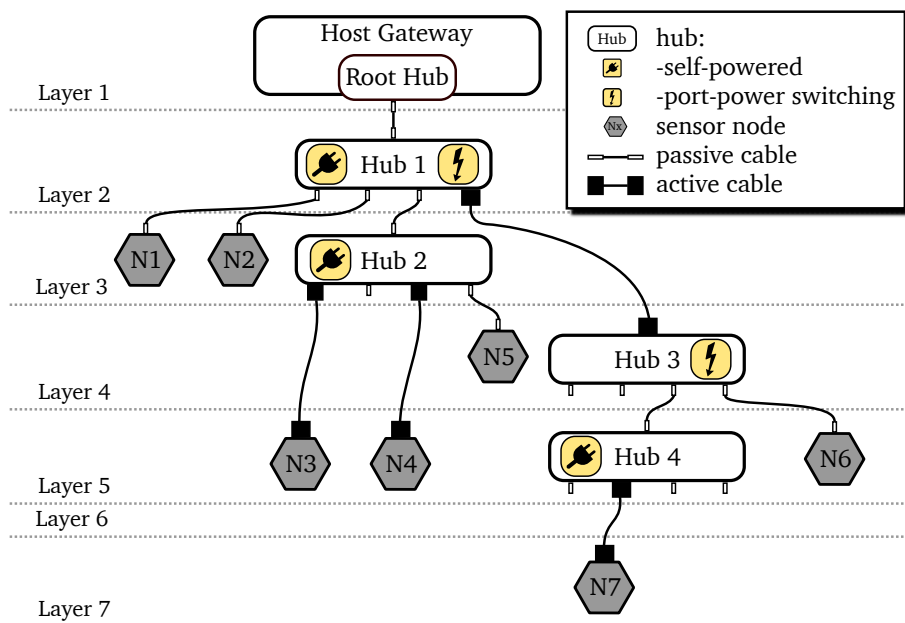 Host Gateway
Root Hub
Layer 1
Hub 1
Layer 2
N1
N2
Hub 2
Layer 3
N5
Hub 3
Layer 4
N3
N4
Hub 4
N6
Layer 5
Layer 6
N7
Layer 7
Hub hub:
-self-powered
-port-power switching
Nx sensor node
passive cable
active cable